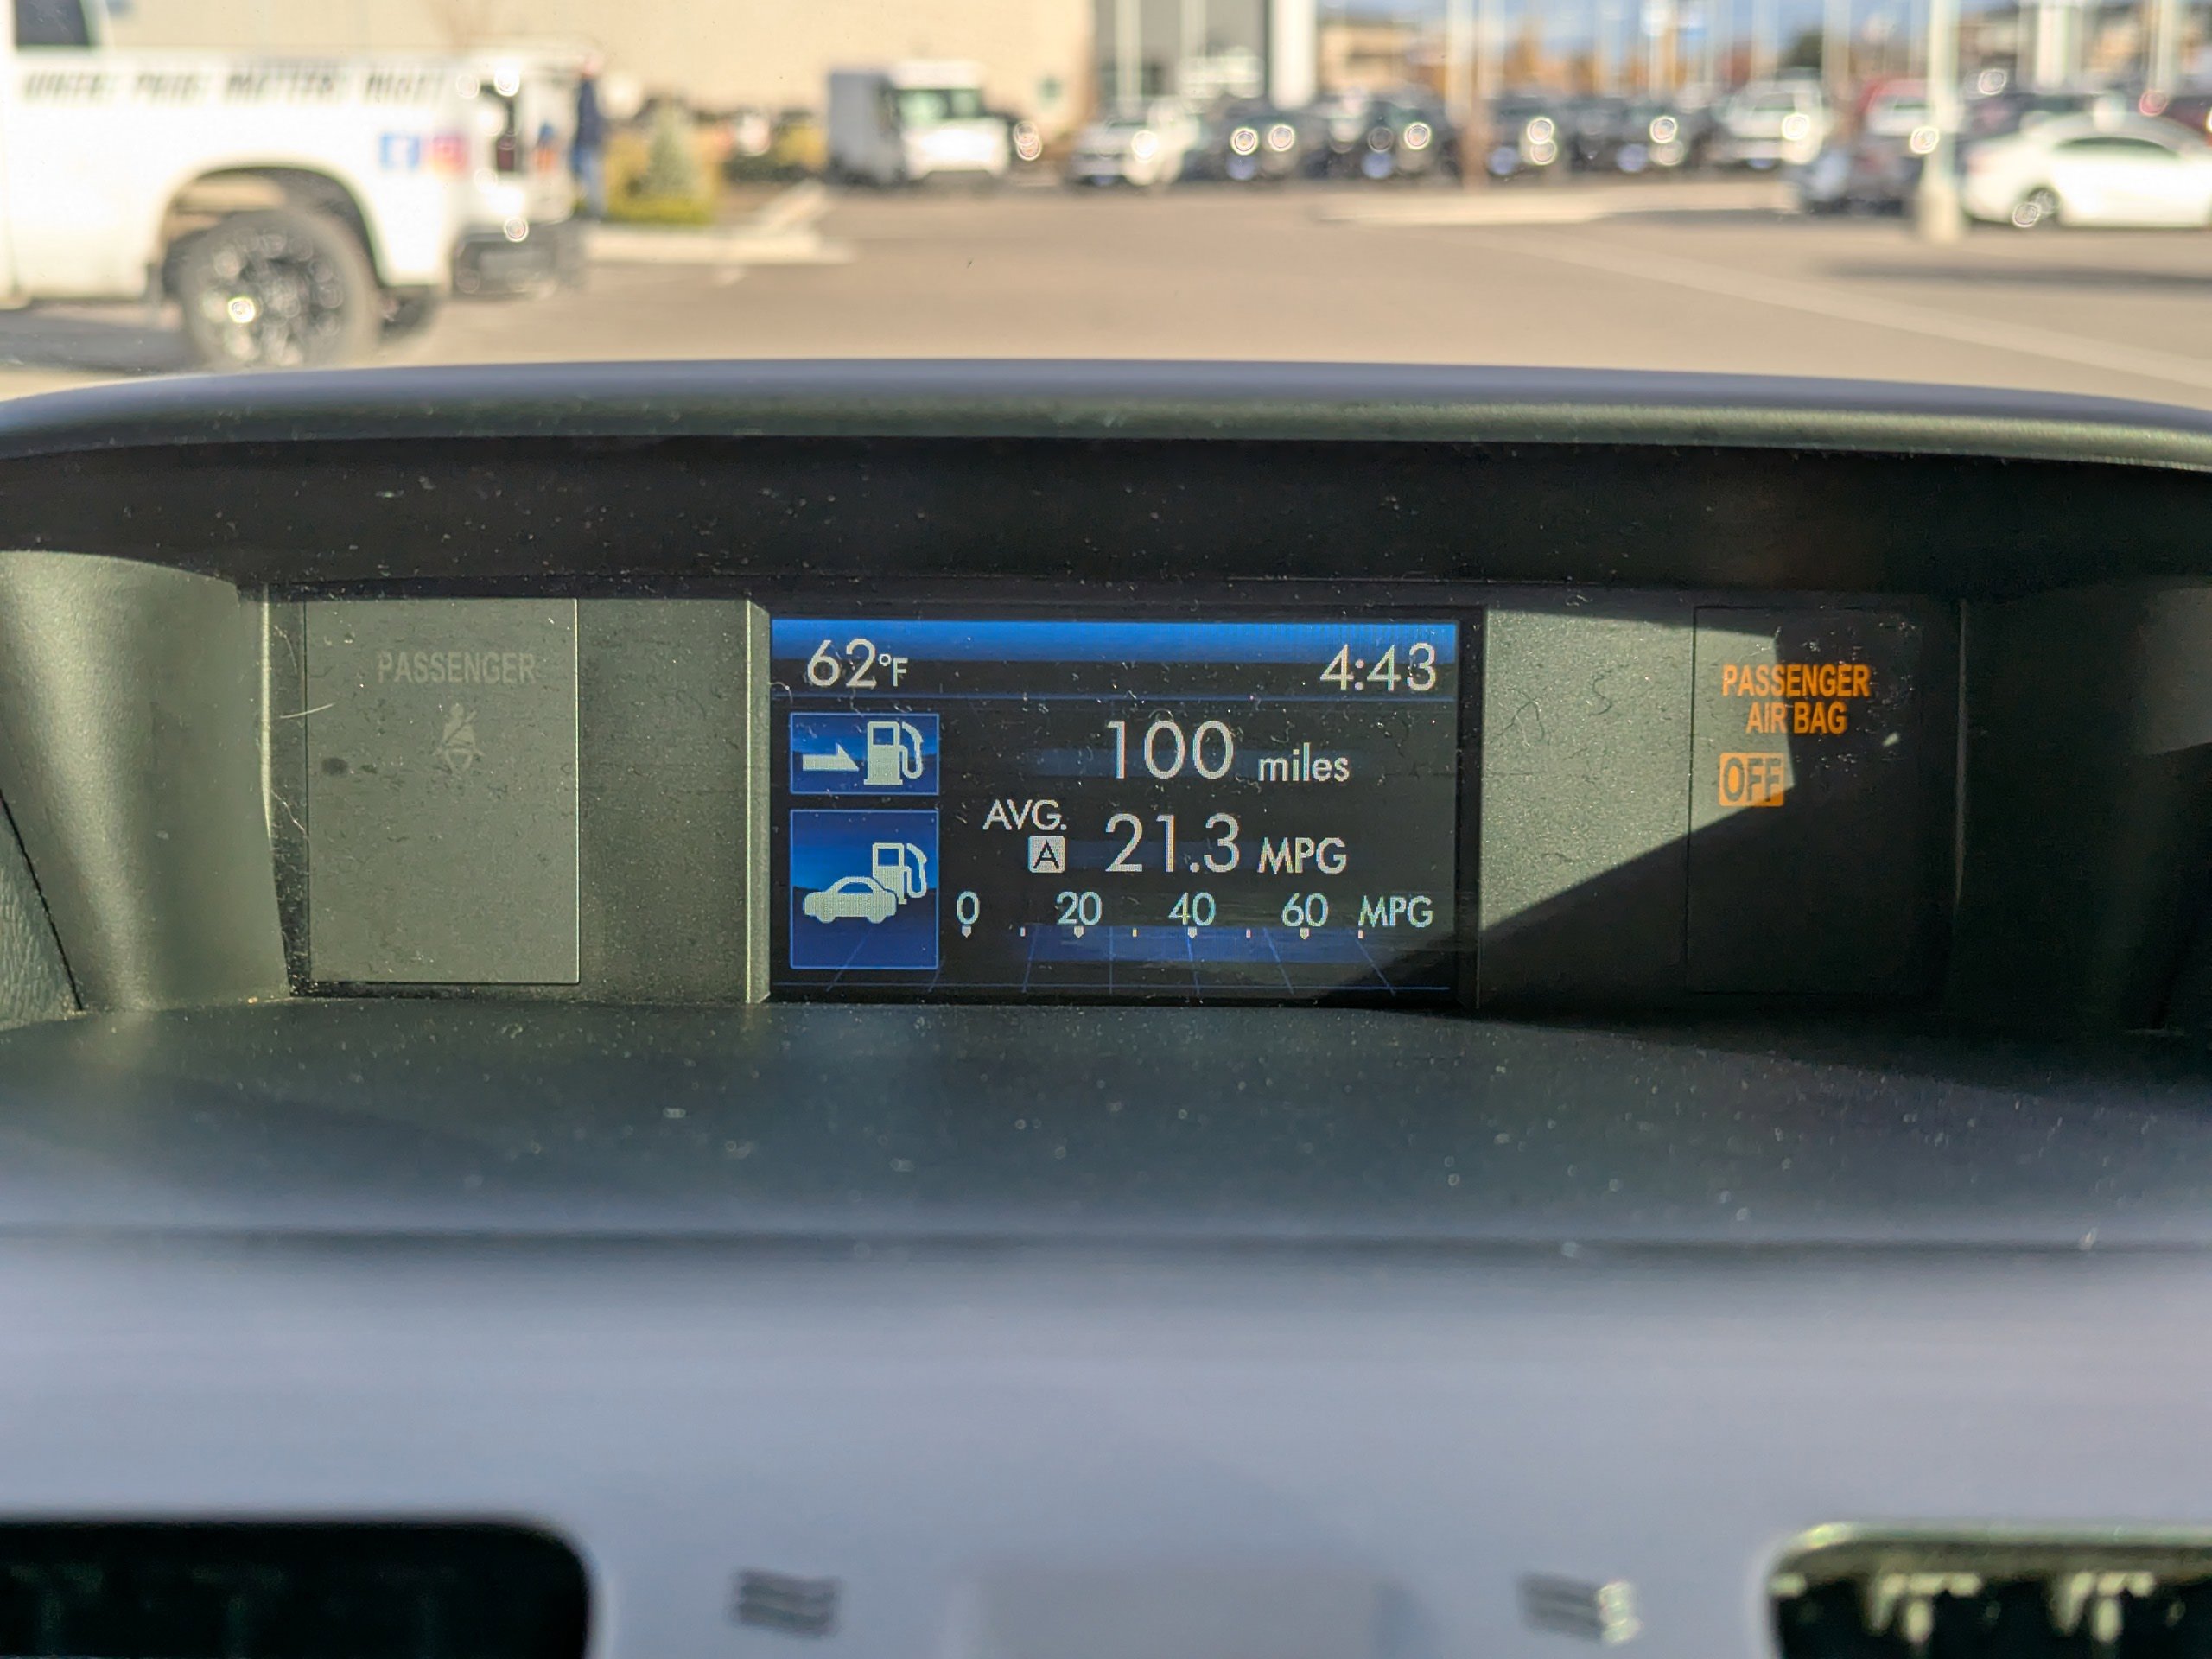 PASSENGER
62°F 4:43
100 miles
AVG.
A 21.3 MPG
0 20 40 60 MPG
PASSENGER
AIR BAG
OFF